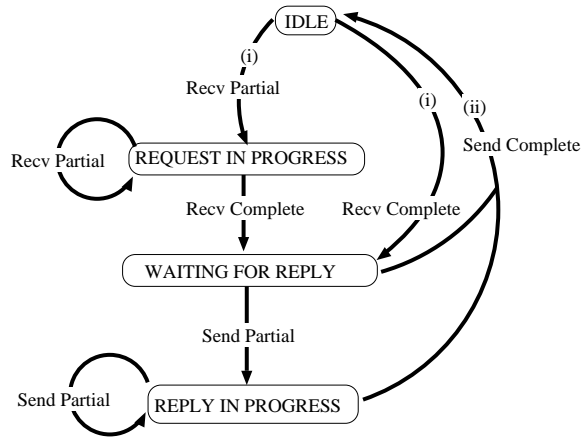 IDLE
(i)
Recv Partial
(i)
(ii)
Send Complete
Recv Partial
REQUEST IN PROGRESS
Recv Complete
Recv Complete
WAITING FOR REPLY
Send Partial
Send Partial
REPLY IN PROGRESS